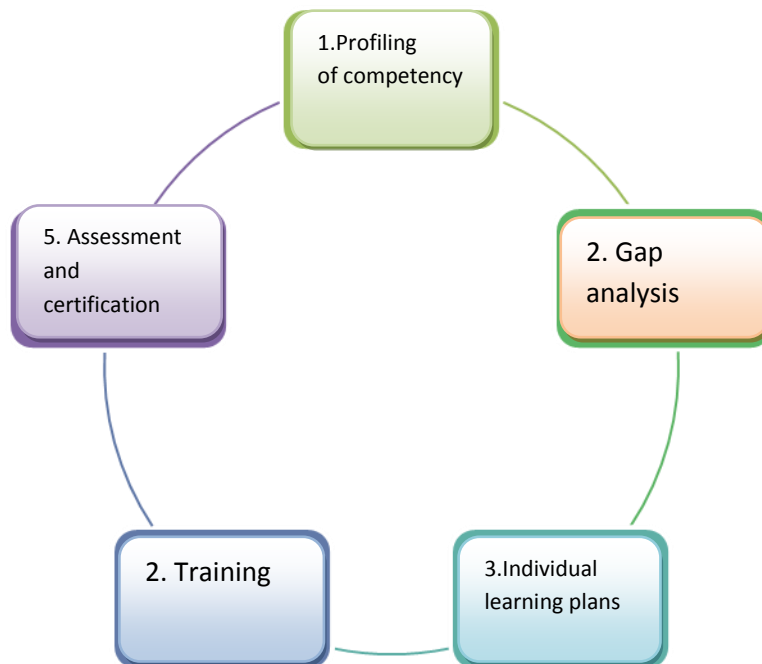 1.Profiling
of competency
2. Gap
analysis
3.Individual
learning plans
2. Training
5. Assessment
and
certification